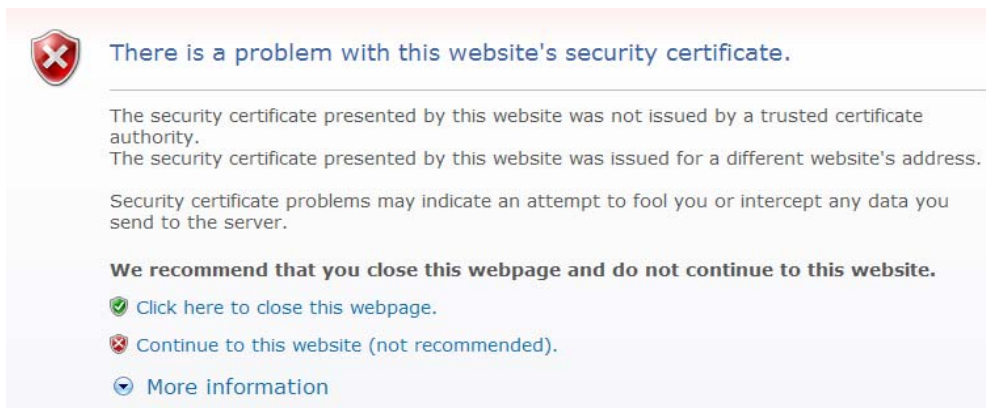 There is a problem with this website's security certificate.
The security certificate presented by this website was not issued by a trusted certificate
authority.
The security certificate presented by this website was issued for a different website's address.
Security certificate problems may indicate an attempt to fool you or intercept any data you
send to the server.
We recommend that you close this webpage and do not continue to this website.
Click here to close this webpage.
Continue to this website (not recommended).
More information